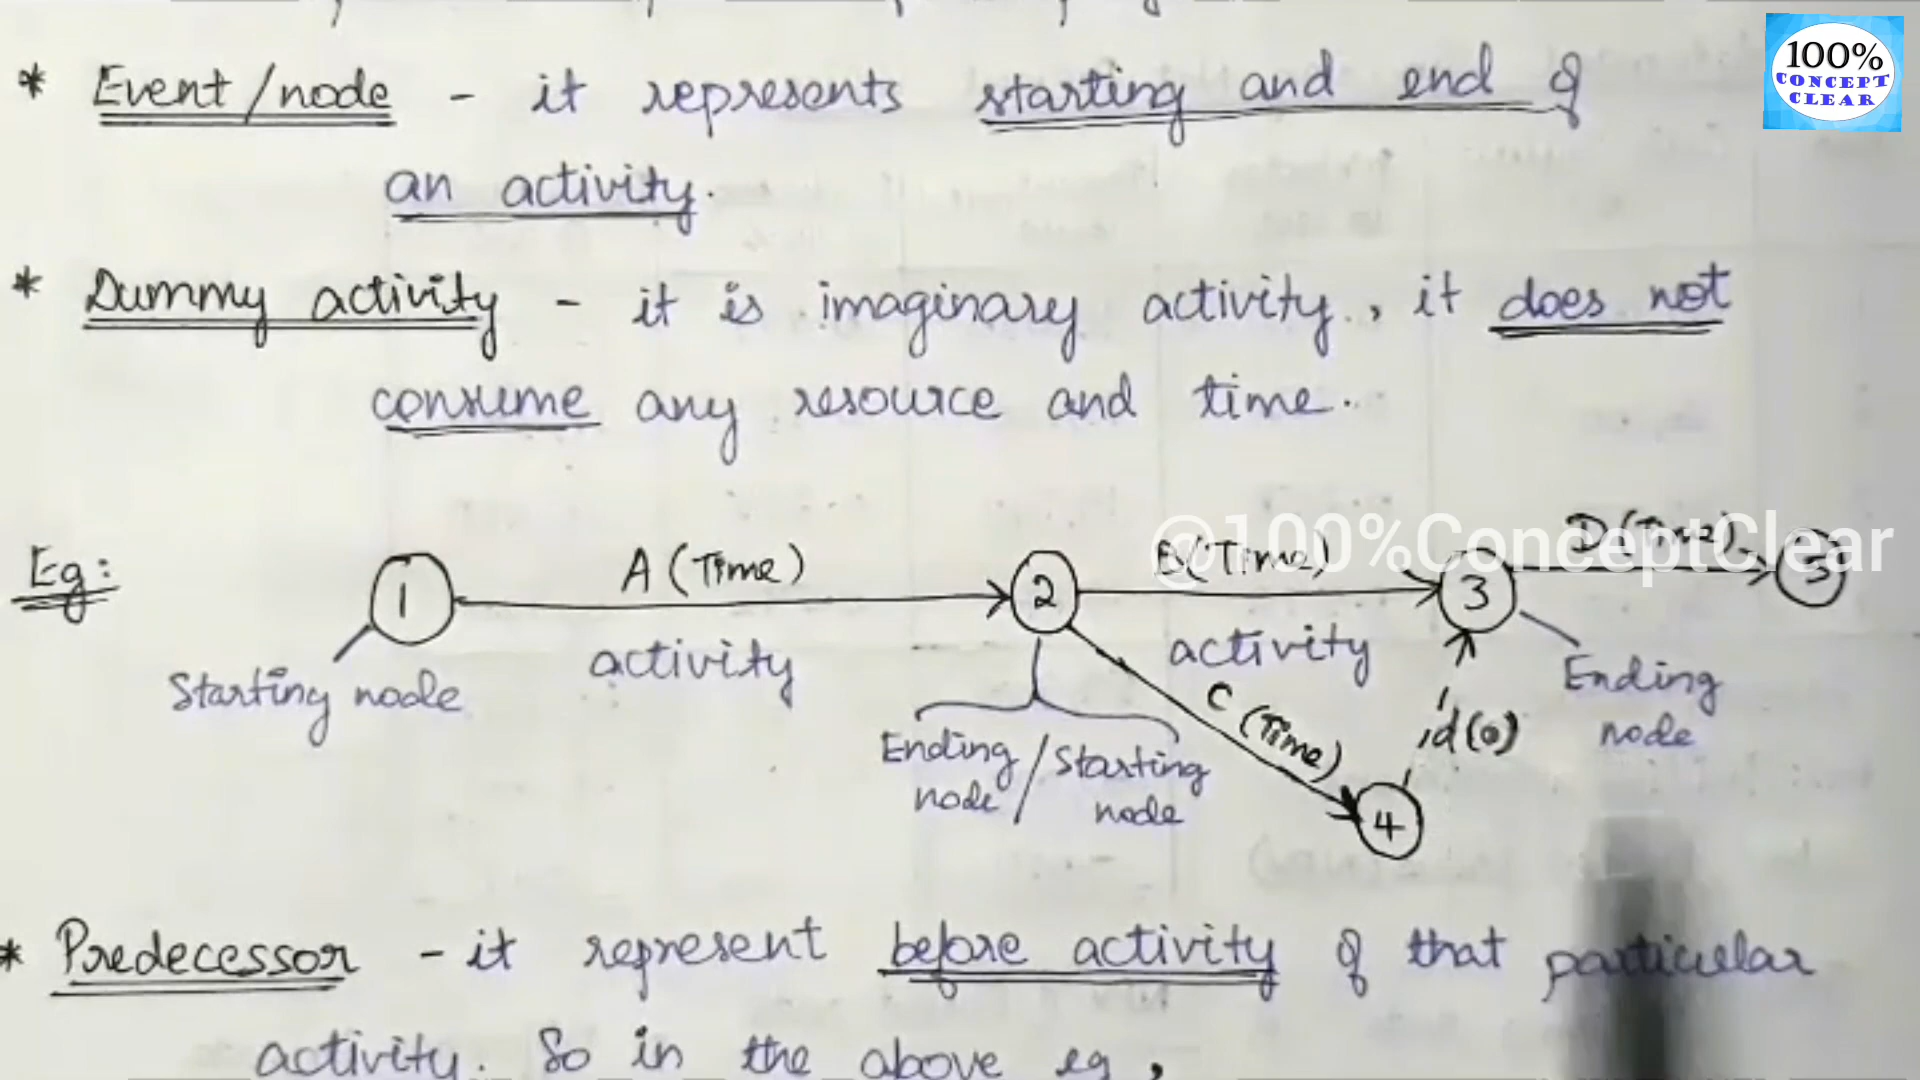 100%
CONCEPT
CLEAR
* Event/node - it represents starting and end of
an activity.
* Dummy activity - it is imaginary activity, it does not
consume any resource and time.
@100%ConceptClear
Eg: 1 A (Time) 2 B (Time) 3 D (Time) 5
activity activity
Starting node
C (Time) d(0)
Ending node
Ending node / Starting node
4
* Predecessor - it represent before activity of that particular
activity. So in the above eg,